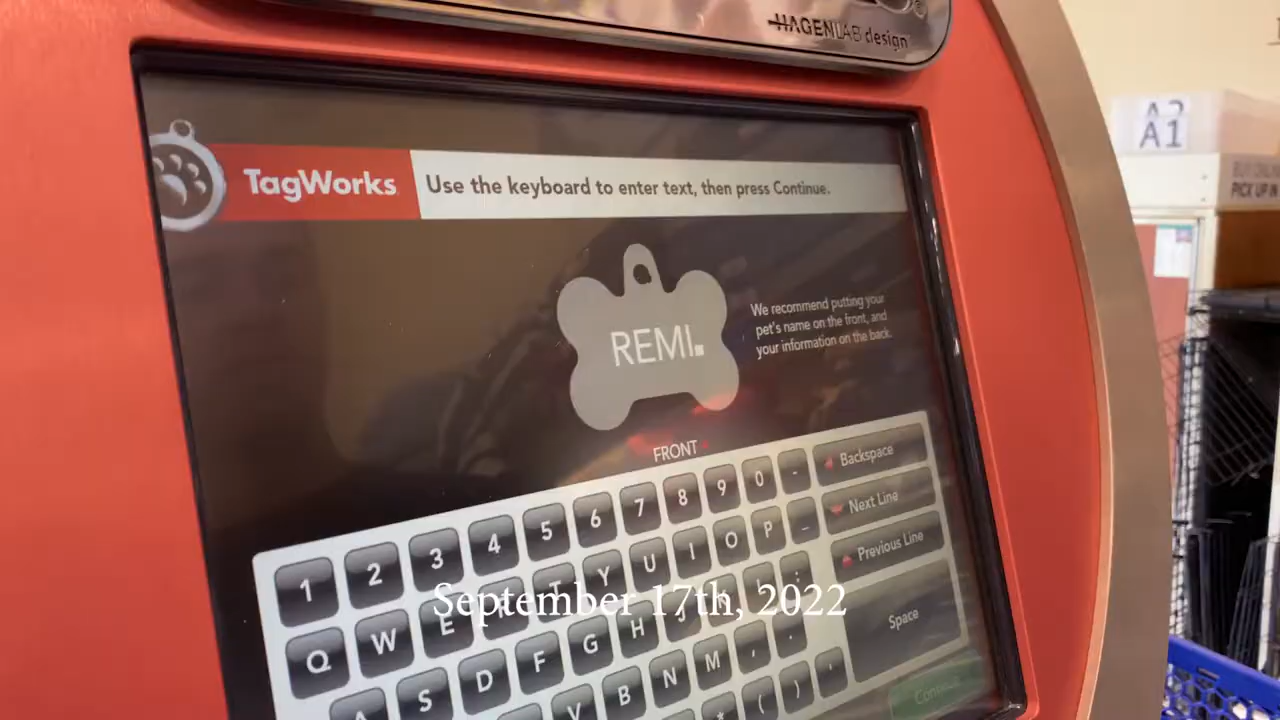 HAGENLAB design
A2
A1
PICK UP IN
TagWorks
Use the keyboard to enter text, then press Continue.
REMI.
We recommend putting your
pet's name on the front, and
your information on the back.
FRONT
1 2 3 4 5 6 7 8 9 0 - Backspace
Q W E R T Y U I O P _ Next Line
A S D F G H J K L : Previous Line
V B N M , . Space
* ( ) '
Continue
September 17th, 2022